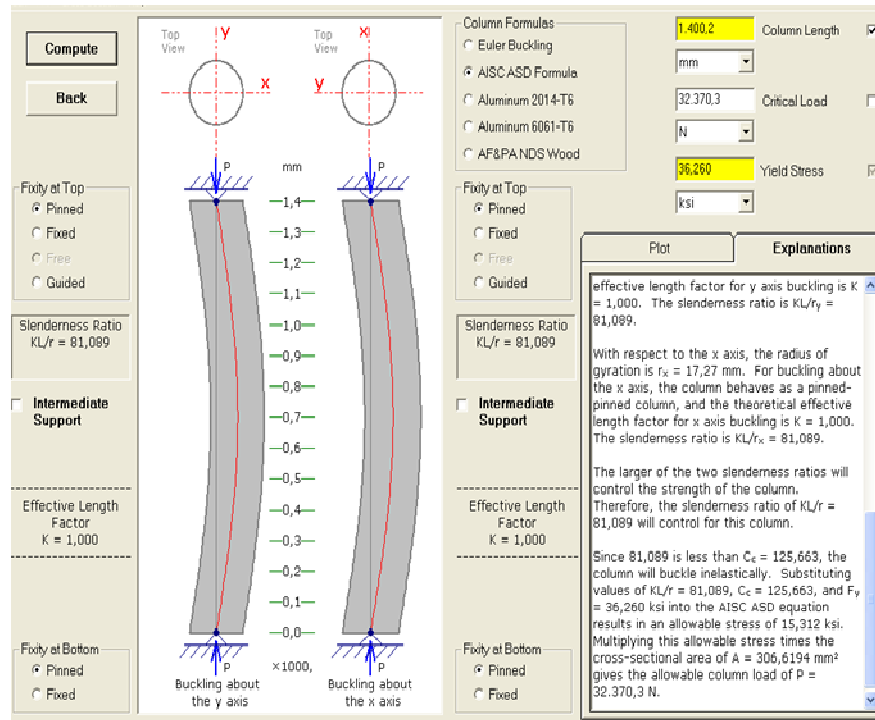 Compute
Back
Fixity at Top
Pinned
Fixed
Free
Guided
Slenderness Ratio
KL/r = 81,089
Intermediate
Support
Effective Length
Factor
K = 1,000
Fixity at Bottom
Pinned
Fixed
Top
View
y
x
Top
View
x
y
P
mm
P
1,4
1,3
1,2
1,1
1,0
0,9
0,8
0,7
0,6
0,5
0,4
0,3
0,2
0,1
0,0
P
×1000,
P
Buckling about
the y axis
Buckling about
the x axis
Column Formulas
Euler Buckling
AISC ASD Formula
Aluminum 2014-T6
Aluminum 6061-T6
AF&PA NDS Wood
Fixity at Top
Pinned
Fixed
Free
Guided
Slenderness Ratio
KL/r = 81,089
Intermediate
Support
Effective Length
Factor
K = 1,000
Fixity at Bottom
Pinned
Fixed
1.400,2 Column Length
mm
32.370,3 Critical Load
N
36,260 Yield Stress
ksi
Plot
Explanations
effective length factor for y axis buckling is K
= 1,000. The slenderness ratio is KL/ry =
81,089.
With respect to the x axis, the radius of
gyration is rx = 17,27 mm. For buckling about
the x axis, the column behaves as a pinned-
pinned column, and the theoretical effective
length factor for x axis buckling is K = 1,000.
The slenderness ratio is KL/rx = 81,089.
The larger of the two slenderness ratios will
control the strength of the column.
Therefore, the slenderness ratio of KL/r =
81,089 will control for this column.
Since 81,089 is less than Cc = 125,663, the
column will buckle inelastically. Substituting
values of KL/r = 81,089, Cc = 125,663, and Fy
= 36,260 ksi into the AISC ASD equation
results in an allowable stress of 15,312 ksi.
Multiplying this allowable stress times the
cross-sectional area of A = 306,6194 mm²
gives the allowable column load of P =
32.370,3 N.